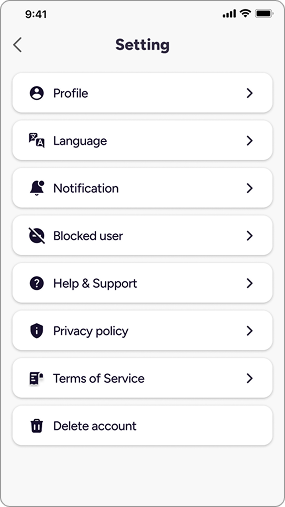 9:41
Setting
Profile
Language
Notification
Blocked user
Help & Support
Privacy policy
Terms of Service
Delete account